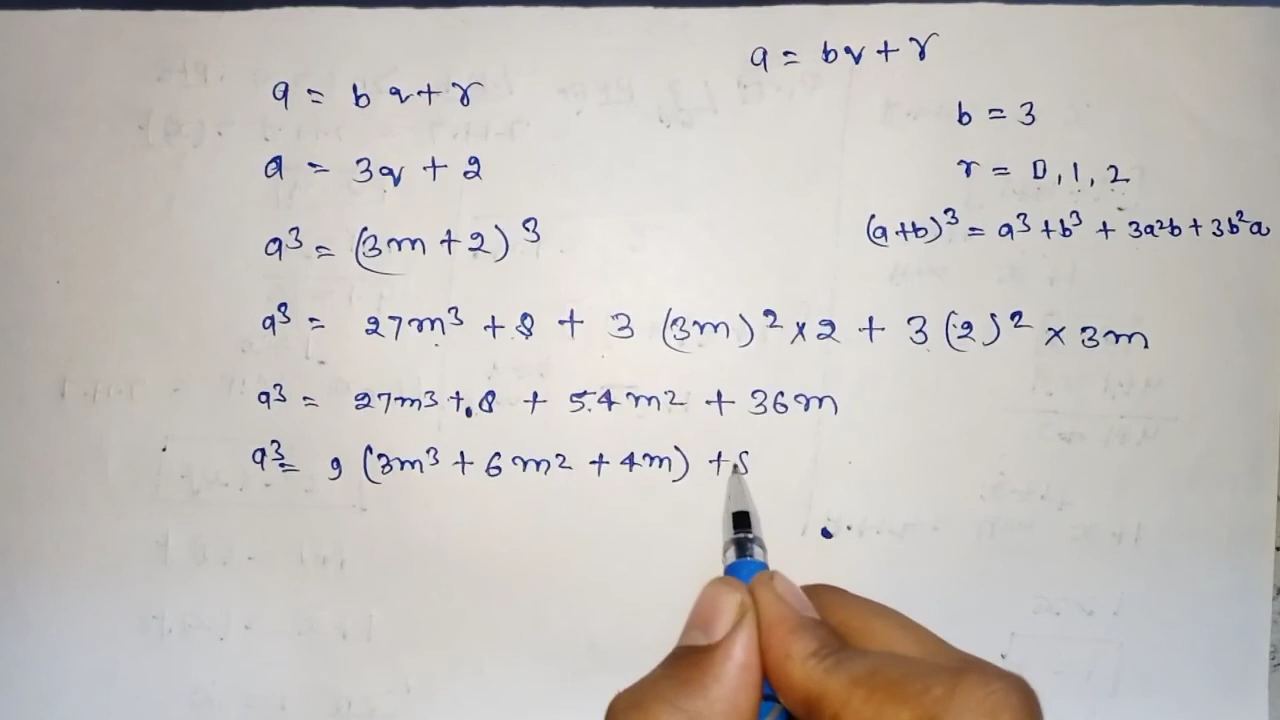 a = bq + r
a = bq + r
b = 3
a = 3q + 2
r = 0, 1, 2
a³ = (3m + 2)³
(a+b)³ = a³ + b³ + 3a²b + 3b²a
a³ = 27m³ + 8 + 3 (3m)² × 2 + 3 (2)² × 3m
a³ = 27m³ + 8 + 54m² + 36m
a³ = 9 (3m³ + 6m² + 4m) +